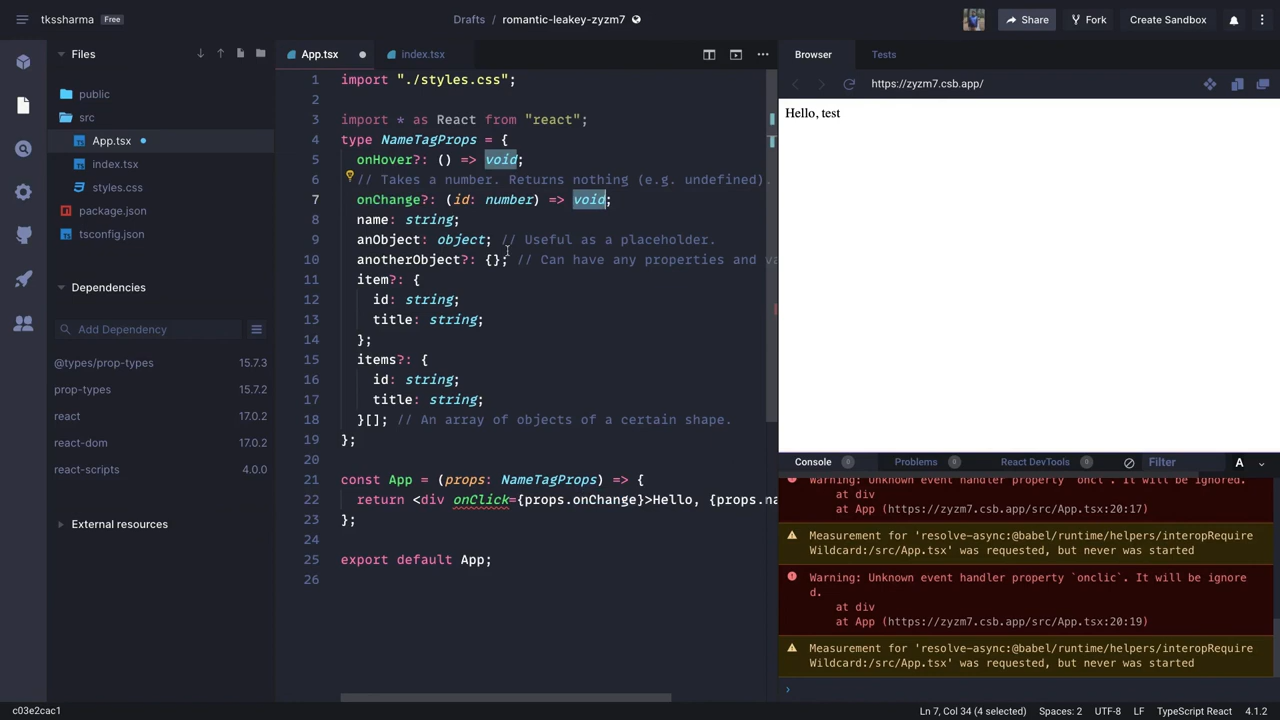 tkssharma Free
Drafts / romantic-leakey-zyzm7
Share
Fork
Create Sandbox
Files
public
src
App.tsx
index.tsx
styles.css
package.json
tsconfig.json
Dependencies
Add Dependency
@types/prop-types 15.7.3
prop-types 15.7.2
react 17.0.2
react-dom 17.0.2
react-scripts 4.0.0
External resources
App.tsx
index.tsx
1 import "./styles.css";
2
3 import * as React from "react";
4 type NameTagProps = {
5 onHover?: () => void;
6 // Takes a number. Returns nothing (e.g. undefined).
7 onChange?: (id: number) => void;
8 name: string;
9 anObject: object; // Useful as a placeholder.
10 anotherObject?: {}; // Can have any properties and va
11 item?: {
12 id: string;
13 title: string;
14 };
15 items?: {
16 id: string;
17 title: string;
18 }[]; // An array of objects of a certain shape.
19 };
20
21 const App = (props: NameTagProps) => {
22 return <div onClick={props.onChange}>Hello, {props.na
23 };
24
25 export default App;
26
Browser
Tests
https://zyzm7.csb.app/
Hello, test
Console 0
Problems 0
React DevTools 0
Filter
A
Warning: Unknown event handler property `oncl`. It will be ignored.
at div
at App (https://zyzm7.csb.app/src/App.tsx:20:17)
Measurement for 'resolve-async:@babel/runtime/helpers/interopRequire
Wildcard:/src/App.tsx' was requested, but never was started
Warning: Unknown event handler property `onclic`. It will be ignore
d.
at div
at App (https://zyzm7.csb.app/src/App.tsx:20:19)
Measurement for 'resolve-async:@babel/runtime/helpers/interopRequire
Wildcard:/src/App.tsx' was requested, but never was started
c03e2cac1
Ln 7, Col 34 (4 selected)
Spaces: 2
UTF-8
LF
TypeScript React
4.1.2